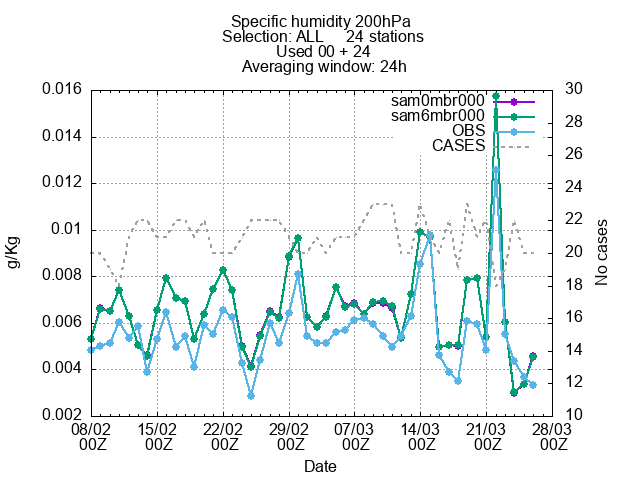 Specific humidity 200hPa
Selection: ALL 24 stations
Used 00 + 24
Averaging window: 24h
0.016
0.014
0.012
0.01
0.008
0.006
0.004
0.002
g/Kg
sam0mbr000
sam6mbr000
OBS
CASES
30
28
26
24
22
20
18
16
14
12
10
No cases
08/02 15/02 22/02 29/02 07/03 14/03 21/03 28/03
00Z 00Z 00Z 00Z 00Z 00Z 00Z 00Z
Date